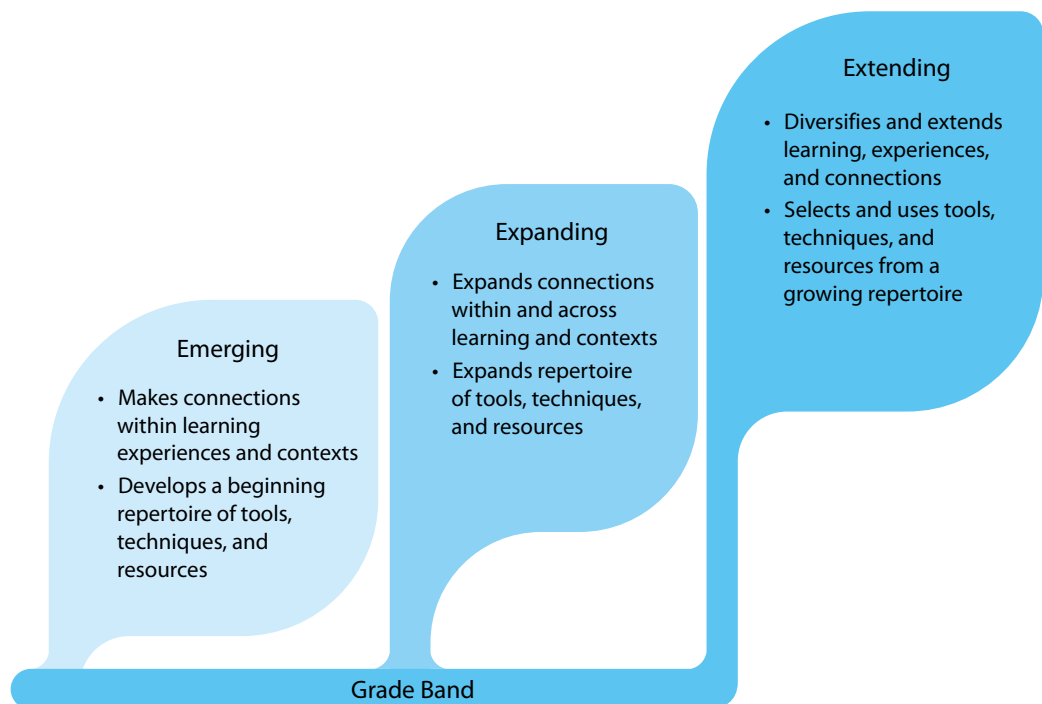 Extending
• Diversifies and extends
learning, experiences,
and connections
• Selects and uses tools,
techniques, and
resources from a
growing repertoire
Expanding
• Expands connections
within and across
learning and contexts
• Expands repertoire
of tools, techniques,
and resources
Emerging
• Makes connections
within learning
experiences and contexts
• Develops a beginning
repertoire of tools,
techniques, and
resources
Grade Band